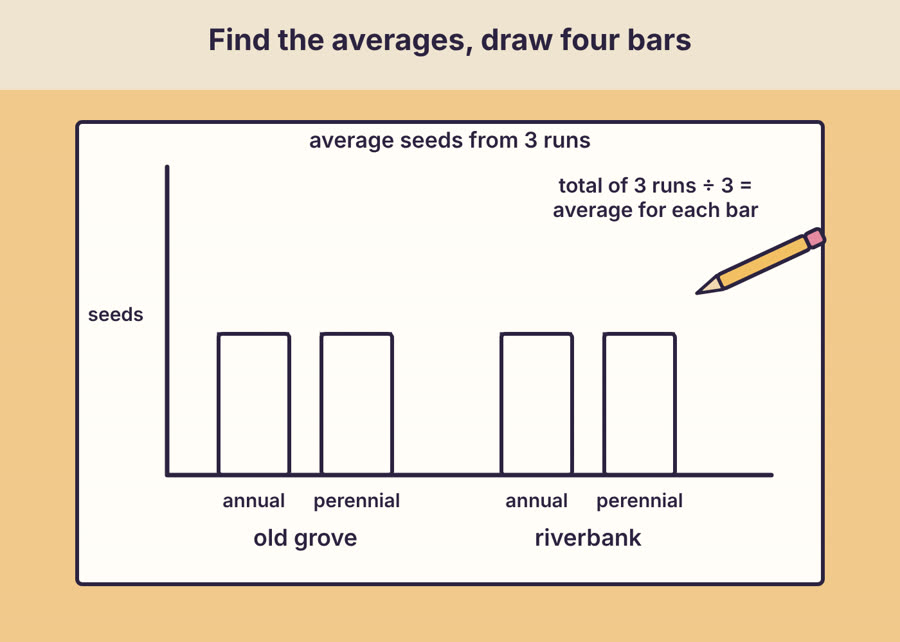 Find the averages, draw four bars
average seeds from 3 runs
total of 3 runs ÷ 3 =
average for each bar
seeds
annual perennial annual perennial
old grove riverbank